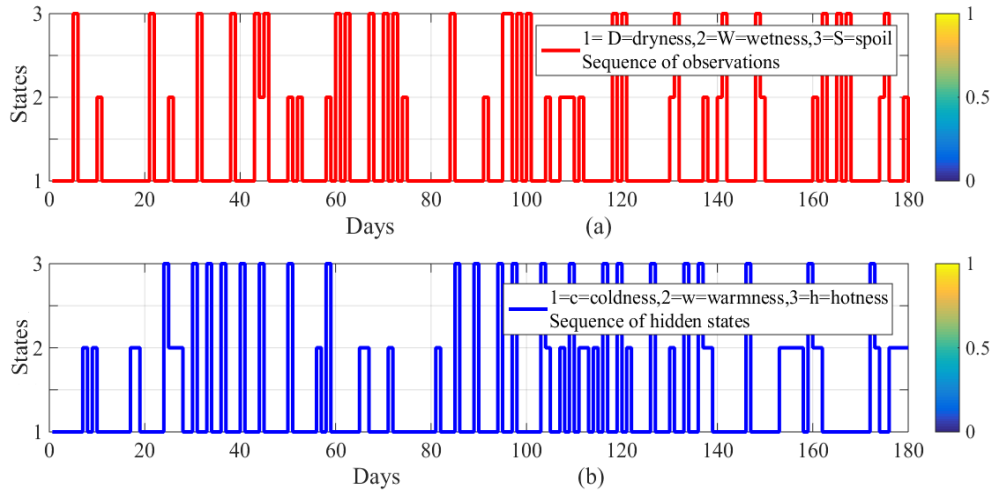 3
2
1
States
1= D=dryness,2=W=wetness,3=S=spoil
Sequence of observations
1
0.5
0
0 20 40 60 80 100 120 140 160 180
Days (a)
3
2
1
States
1=c=coldness,2=w=warmness,3=h=hotness
Sequence of hidden states
1
0.5
0
0 20 40 60 80 100 120 140 160 180
Days (b)